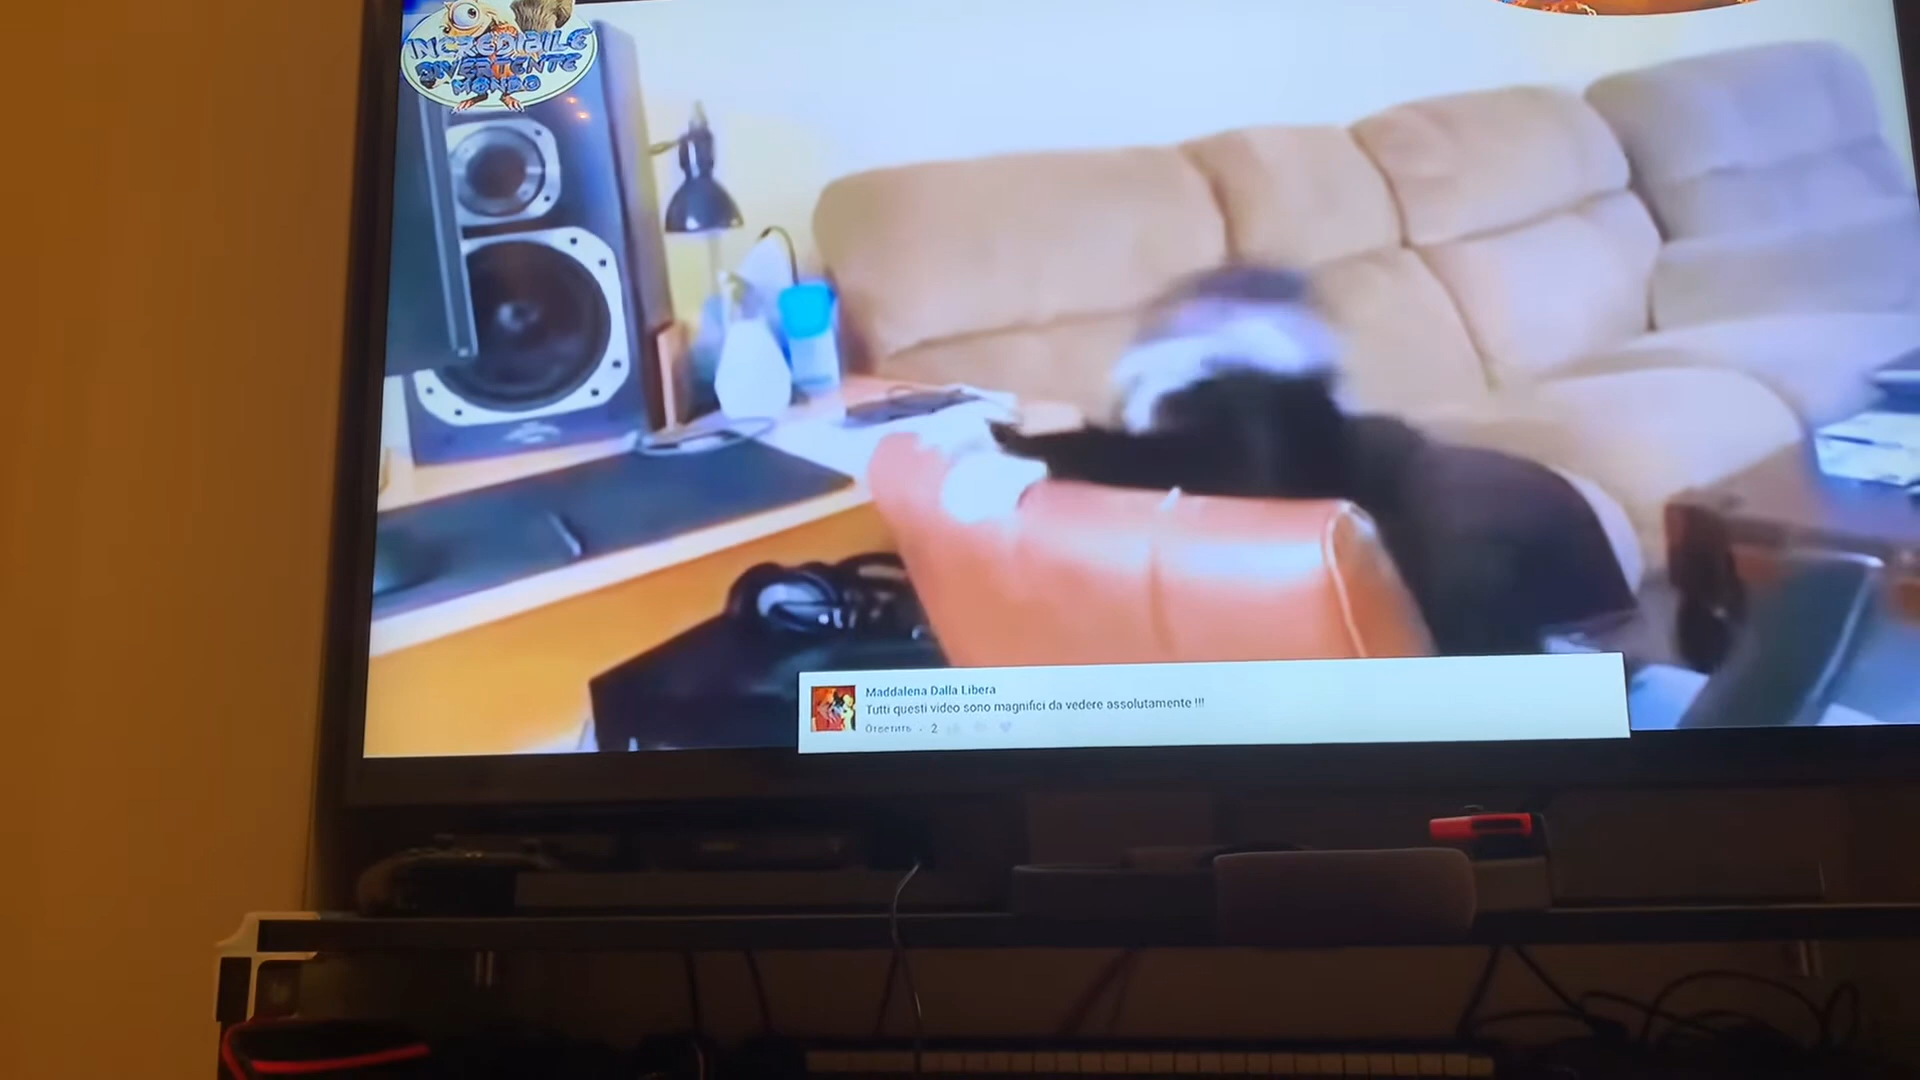 INCREDIBILE
DIVERTENTE
MONDO
Maddalena Dalla Libera
Tutti questi video sono magnifici da vedere assolutamente !!!
Ответить · 2